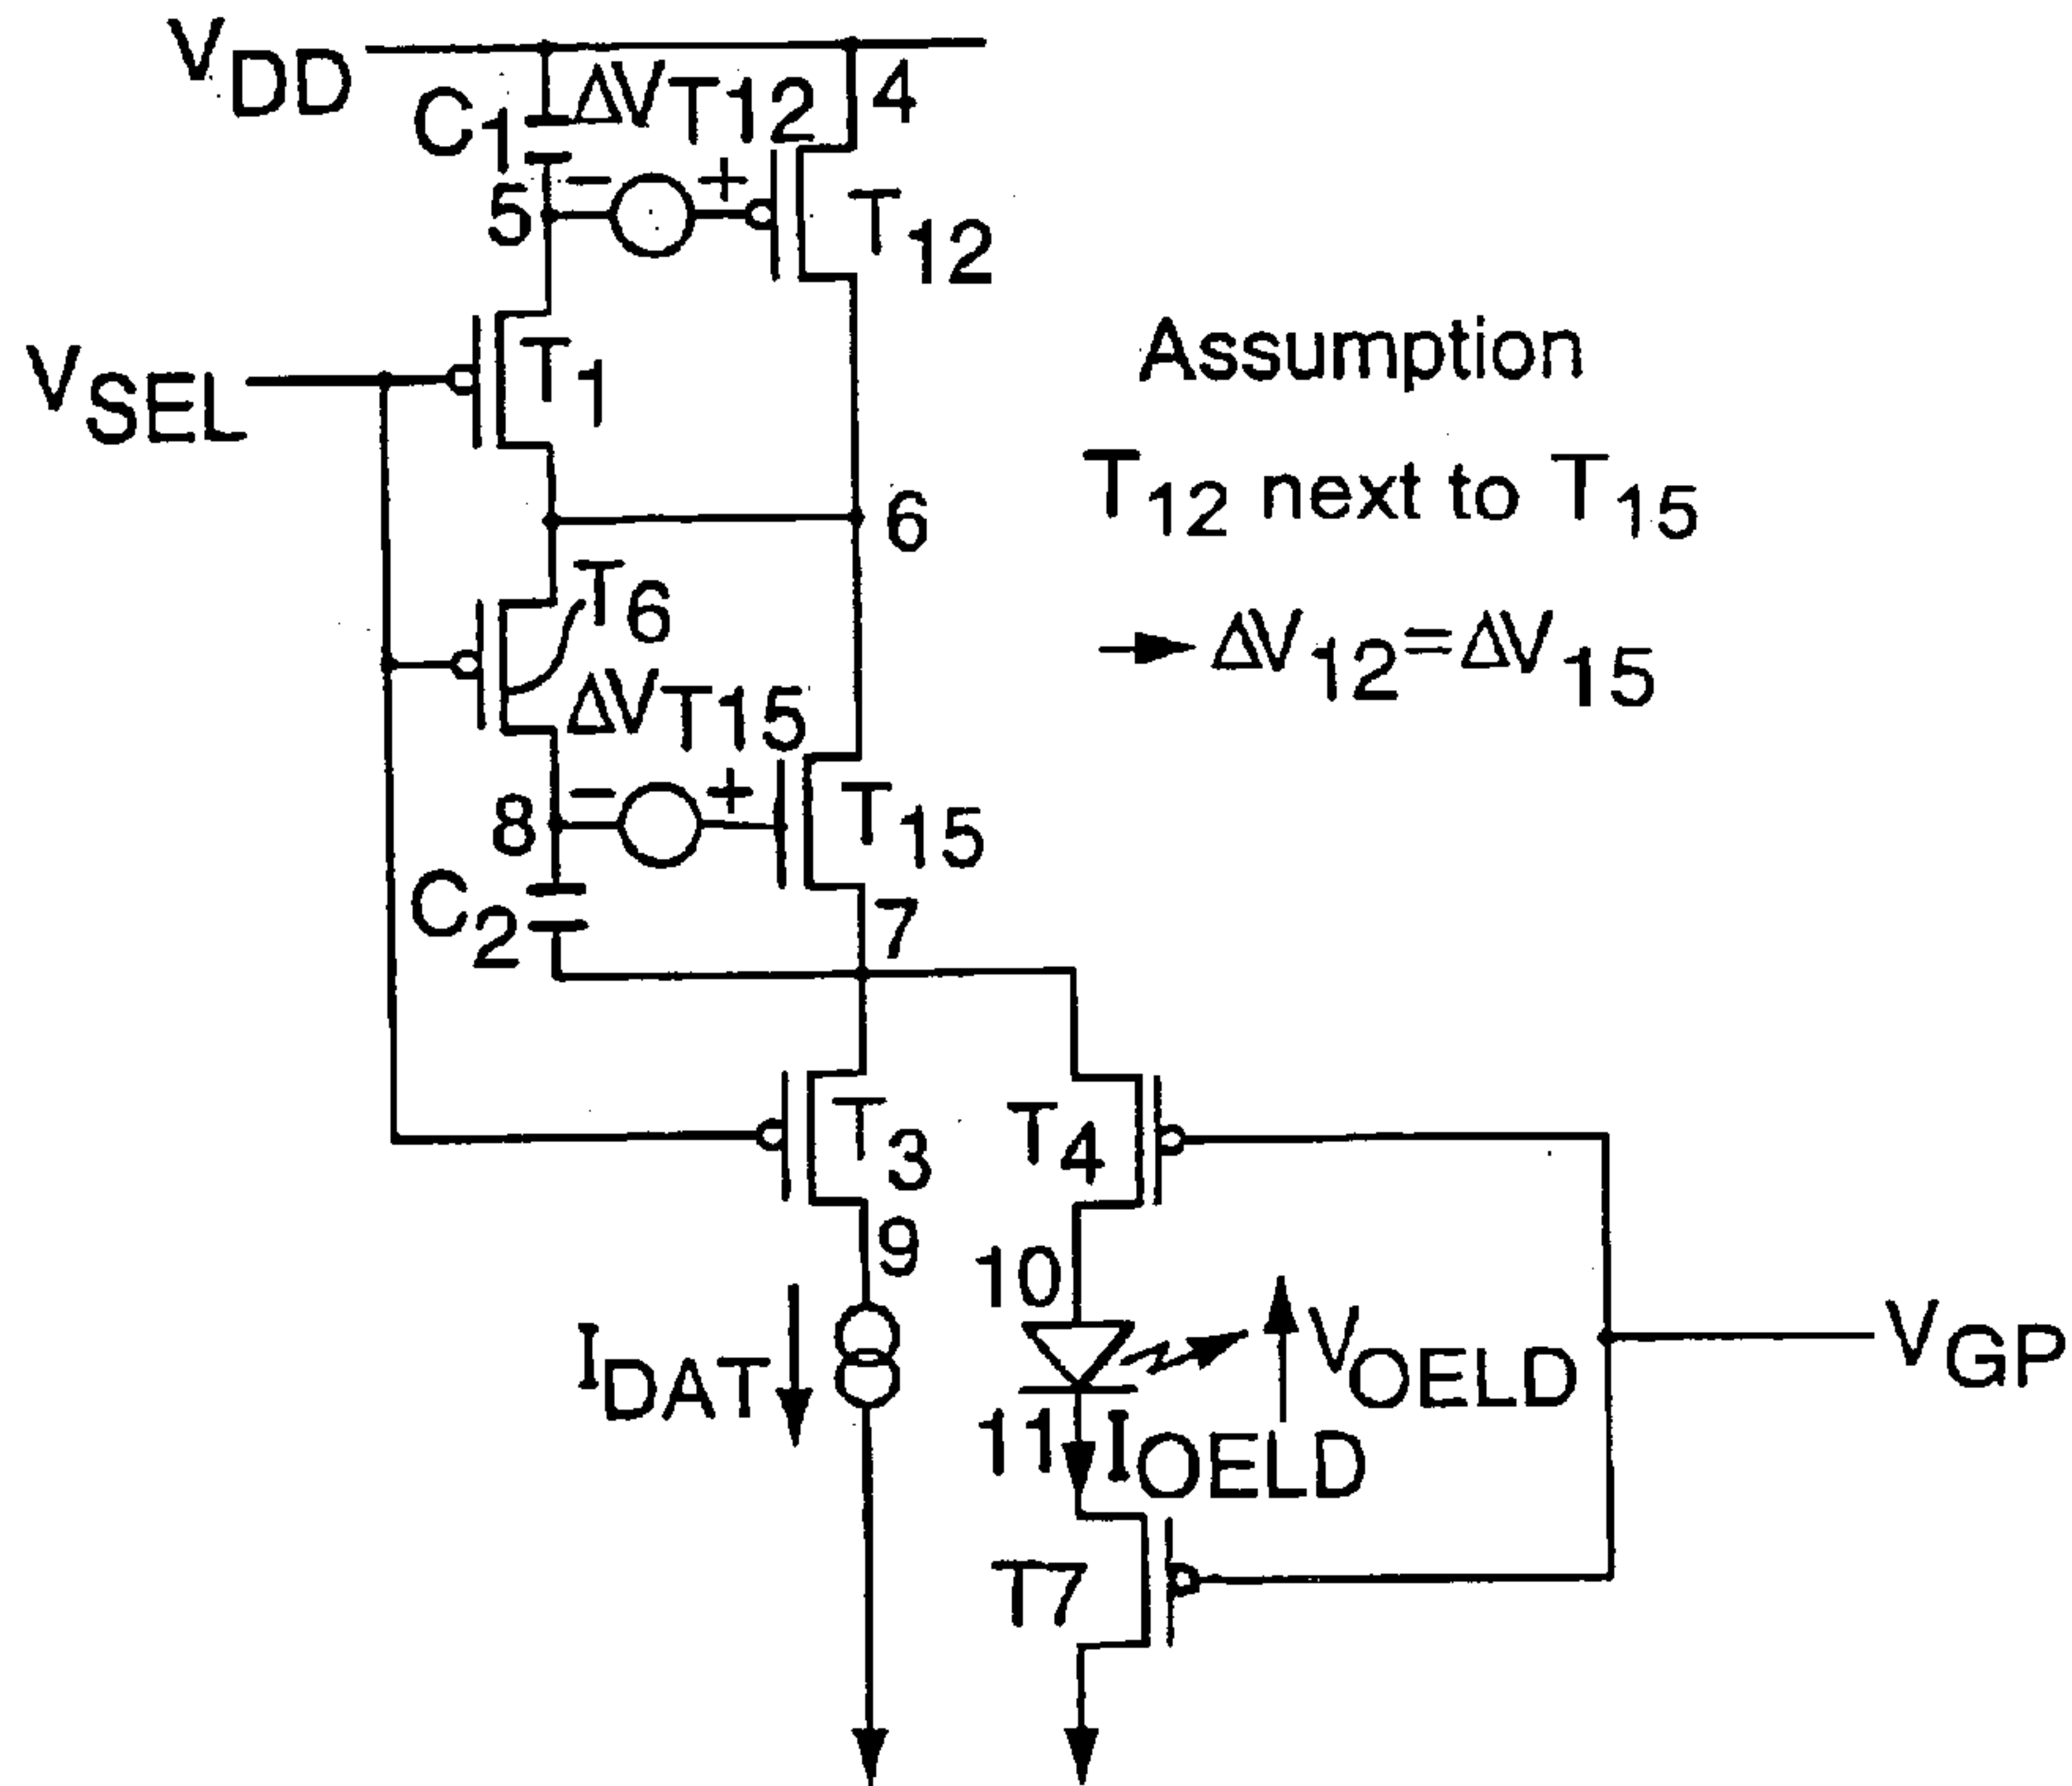 VDD
C1
ΔVT12
4
5
−
+
T12
VSEL
T1
Assumption
T12 next to T15
→ ΔV12=ΔV15
6
T6
ΔVT15
8
−
+
T15
C2
7
T3
T4
9
10
IDAT
VOELD
VGP
11
IOELD
T7